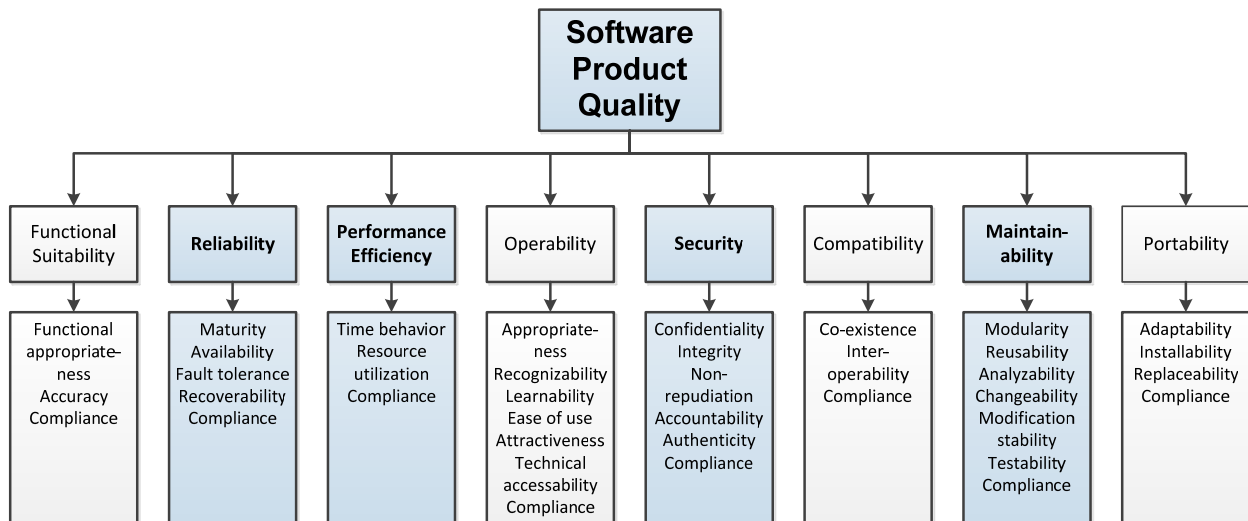 Software
Product
Quality
Functional
Suitability
Reliability
Performance
Efficiency
Operability
Security
Compatibility
Maintain-
ability
Portability
Functional
appropriate-
ness
Accuracy
Compliance
Maturity
Availability
Fault tolerance
Recoverability
Compliance
Time behavior
Resource
utilization
Compliance
Appropriate-
ness
Recognizability
Learnability
Ease of use
Attractiveness
Technical
accessability
Compliance
Confidentiality
Integrity
Non-
repudiation
Accountability
Authenticity
Compliance
Co-existence
Inter-
operability
Compliance
Modularity
Reusability
Analyzability
Changeability
Modification
stability
Testability
Compliance
Adaptability
Installability
Replaceability
Compliance